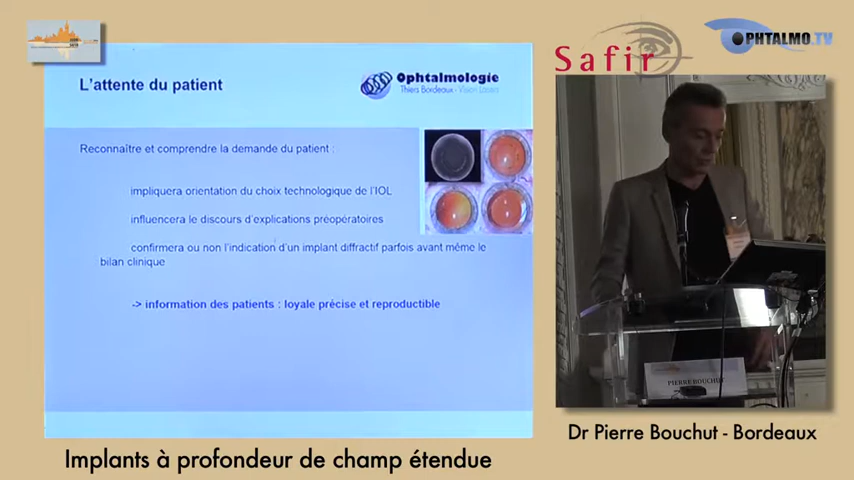 L'attente du patient
Ophtalmologie
Thiers Bordeaux - Vision Laser
Reconnaître et comprendre la demande du patient :
impliquera orientation du choix technologique de l'IOL
influencera le discours d'explications préopératoires
confirmera ou non l'indication d'un implant diffractif parfois avant même le
bilan clinique
-> information des patients : loyale précise et reproductible
Implants à profondeur de champ étendue
Safir
OPHTALMO.TV
PIERRE BOUCHUT
Dr Pierre Bouchut - Bordeaux